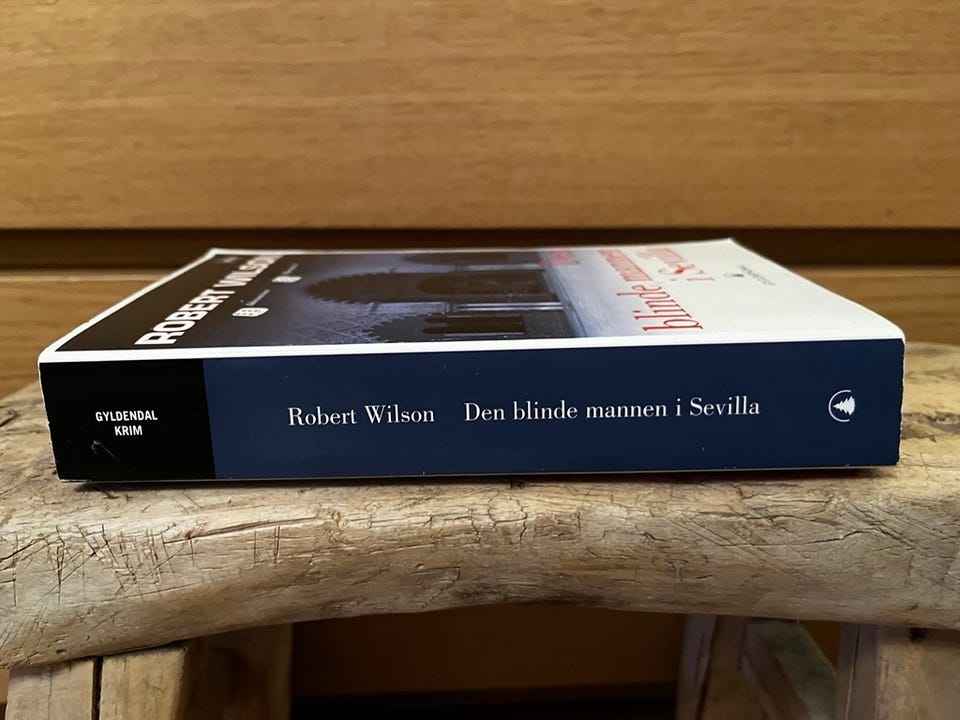 ROBERT WILSON
blinde mannen
i Sevilla
GYLDENDAL
KRIM
Robert Wilson Den blinde mannen i Sevilla